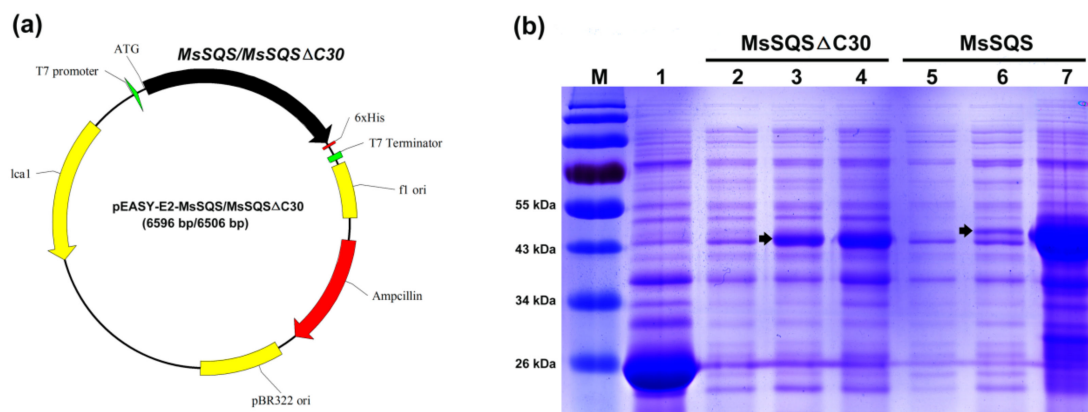 (a)
MsSQS/MsSQSΔC30
ATG
T7 promoter
6xHis
T7 Terminator
f1 ori
lca1
pEASY-E2-MsSQS/MsSQSΔC30
(6596 bp/6506 bp)
Ampcillin
pBR322 ori
(b)
MsSQSΔC30 MsSQS
M 1 2 3 4 5 6 7
55 kDa
43 kDa
34 kDa
26 kDa